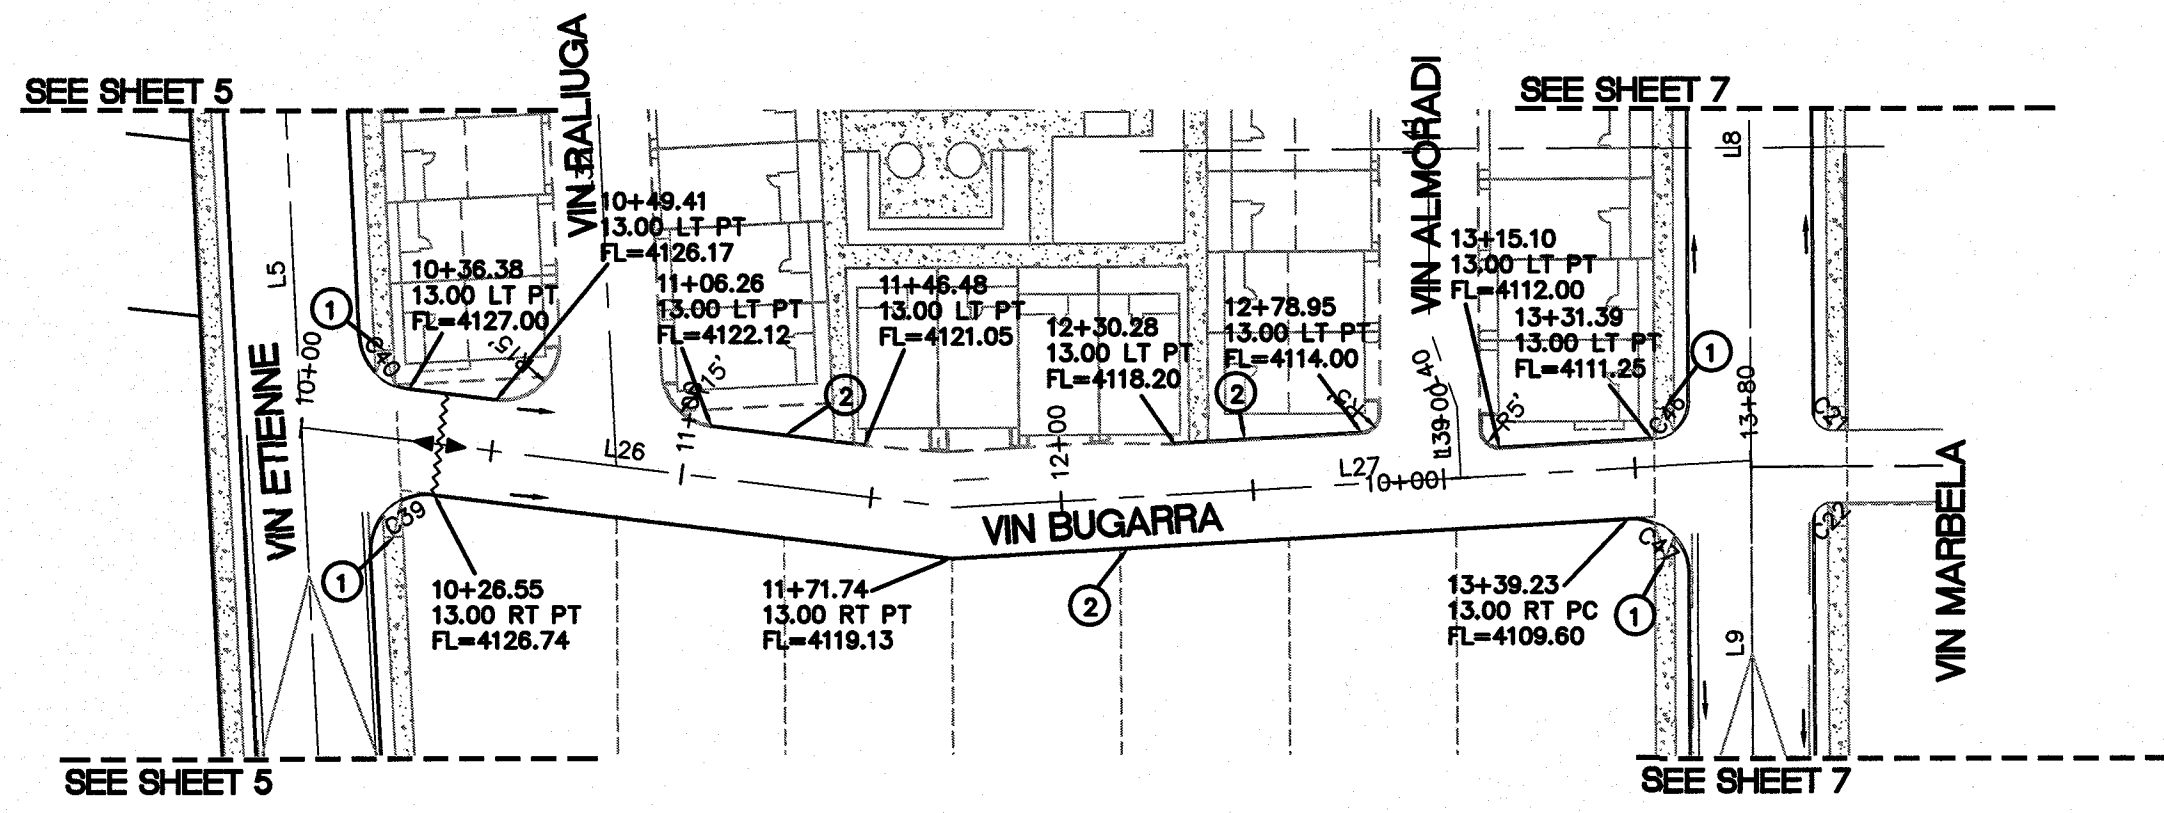 SEE SHEET 5
SEE SHEET 7
VIN RALIUGA
VIN ALMORADI
L8
L5
10+49.41
13.00 LT PT
FL=4126.17
10+36.38
13.00 LT PT
FL=4127.00
11+06.26
13.00 LT PT
FL=4122.12
11+46.48
13.00 LT PT
FL=4121.05
12+30.28
13.00 LT PT
FL=4118.20
12+78.95
13.00 LT PT
FL=4114.00
13+15.10
13.00 LT PT
FL=4112.00
13+31.39
13.00 LT PT
FL=4111.25
1
1
2
2
C40
R15'
R15'
R5'
R5'
L40
C46
C21
10+00
11+00
12+00
13+80
VIN ETIENNE
L26
L27
10+00
VIN BUGARRA
VIN MARBELA
C39
C47
C22
1
2
1
10+26.55
13.00 RT PT
FL=4126.74
11+71.74
13.00 RT PT
FL=4119.13
13+39.23
13.00 RT PC
FL=4109.60
L9
SEE SHEET 5
SEE SHEET 7